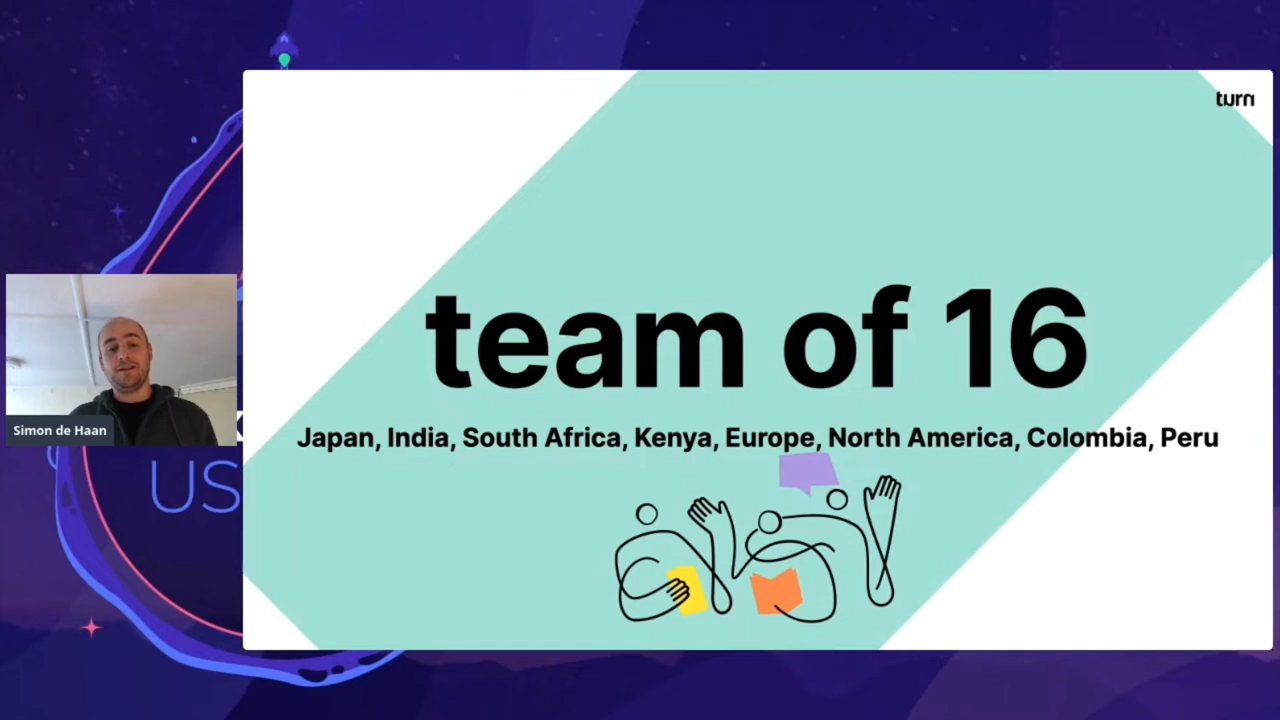 turn
team of 16
Japan, India, South Africa, Kenya, Europe, North America, Colombia, Peru
Simon de Haan
US